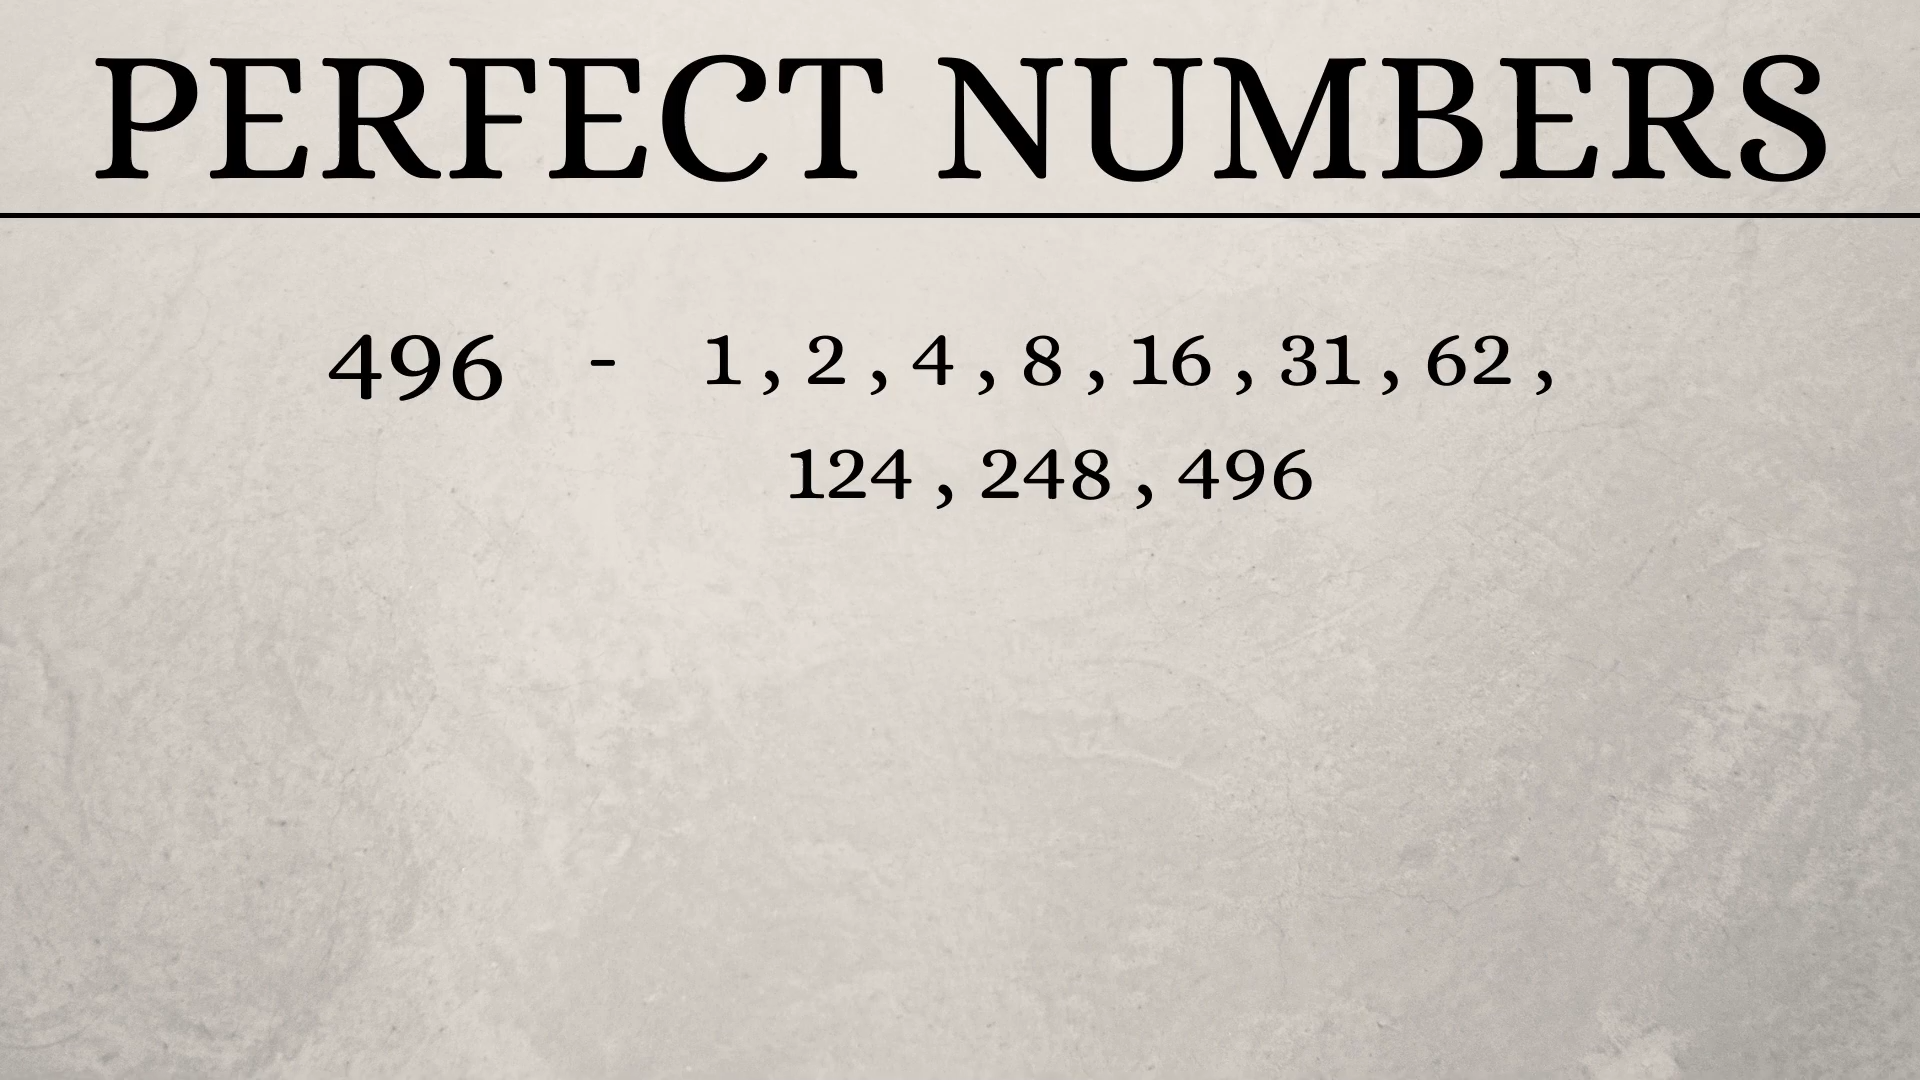 PERFECT NUMBERS
496 - 1 , 2 , 4 , 8 , 16 , 31 , 62 ,
124 , 248 , 496